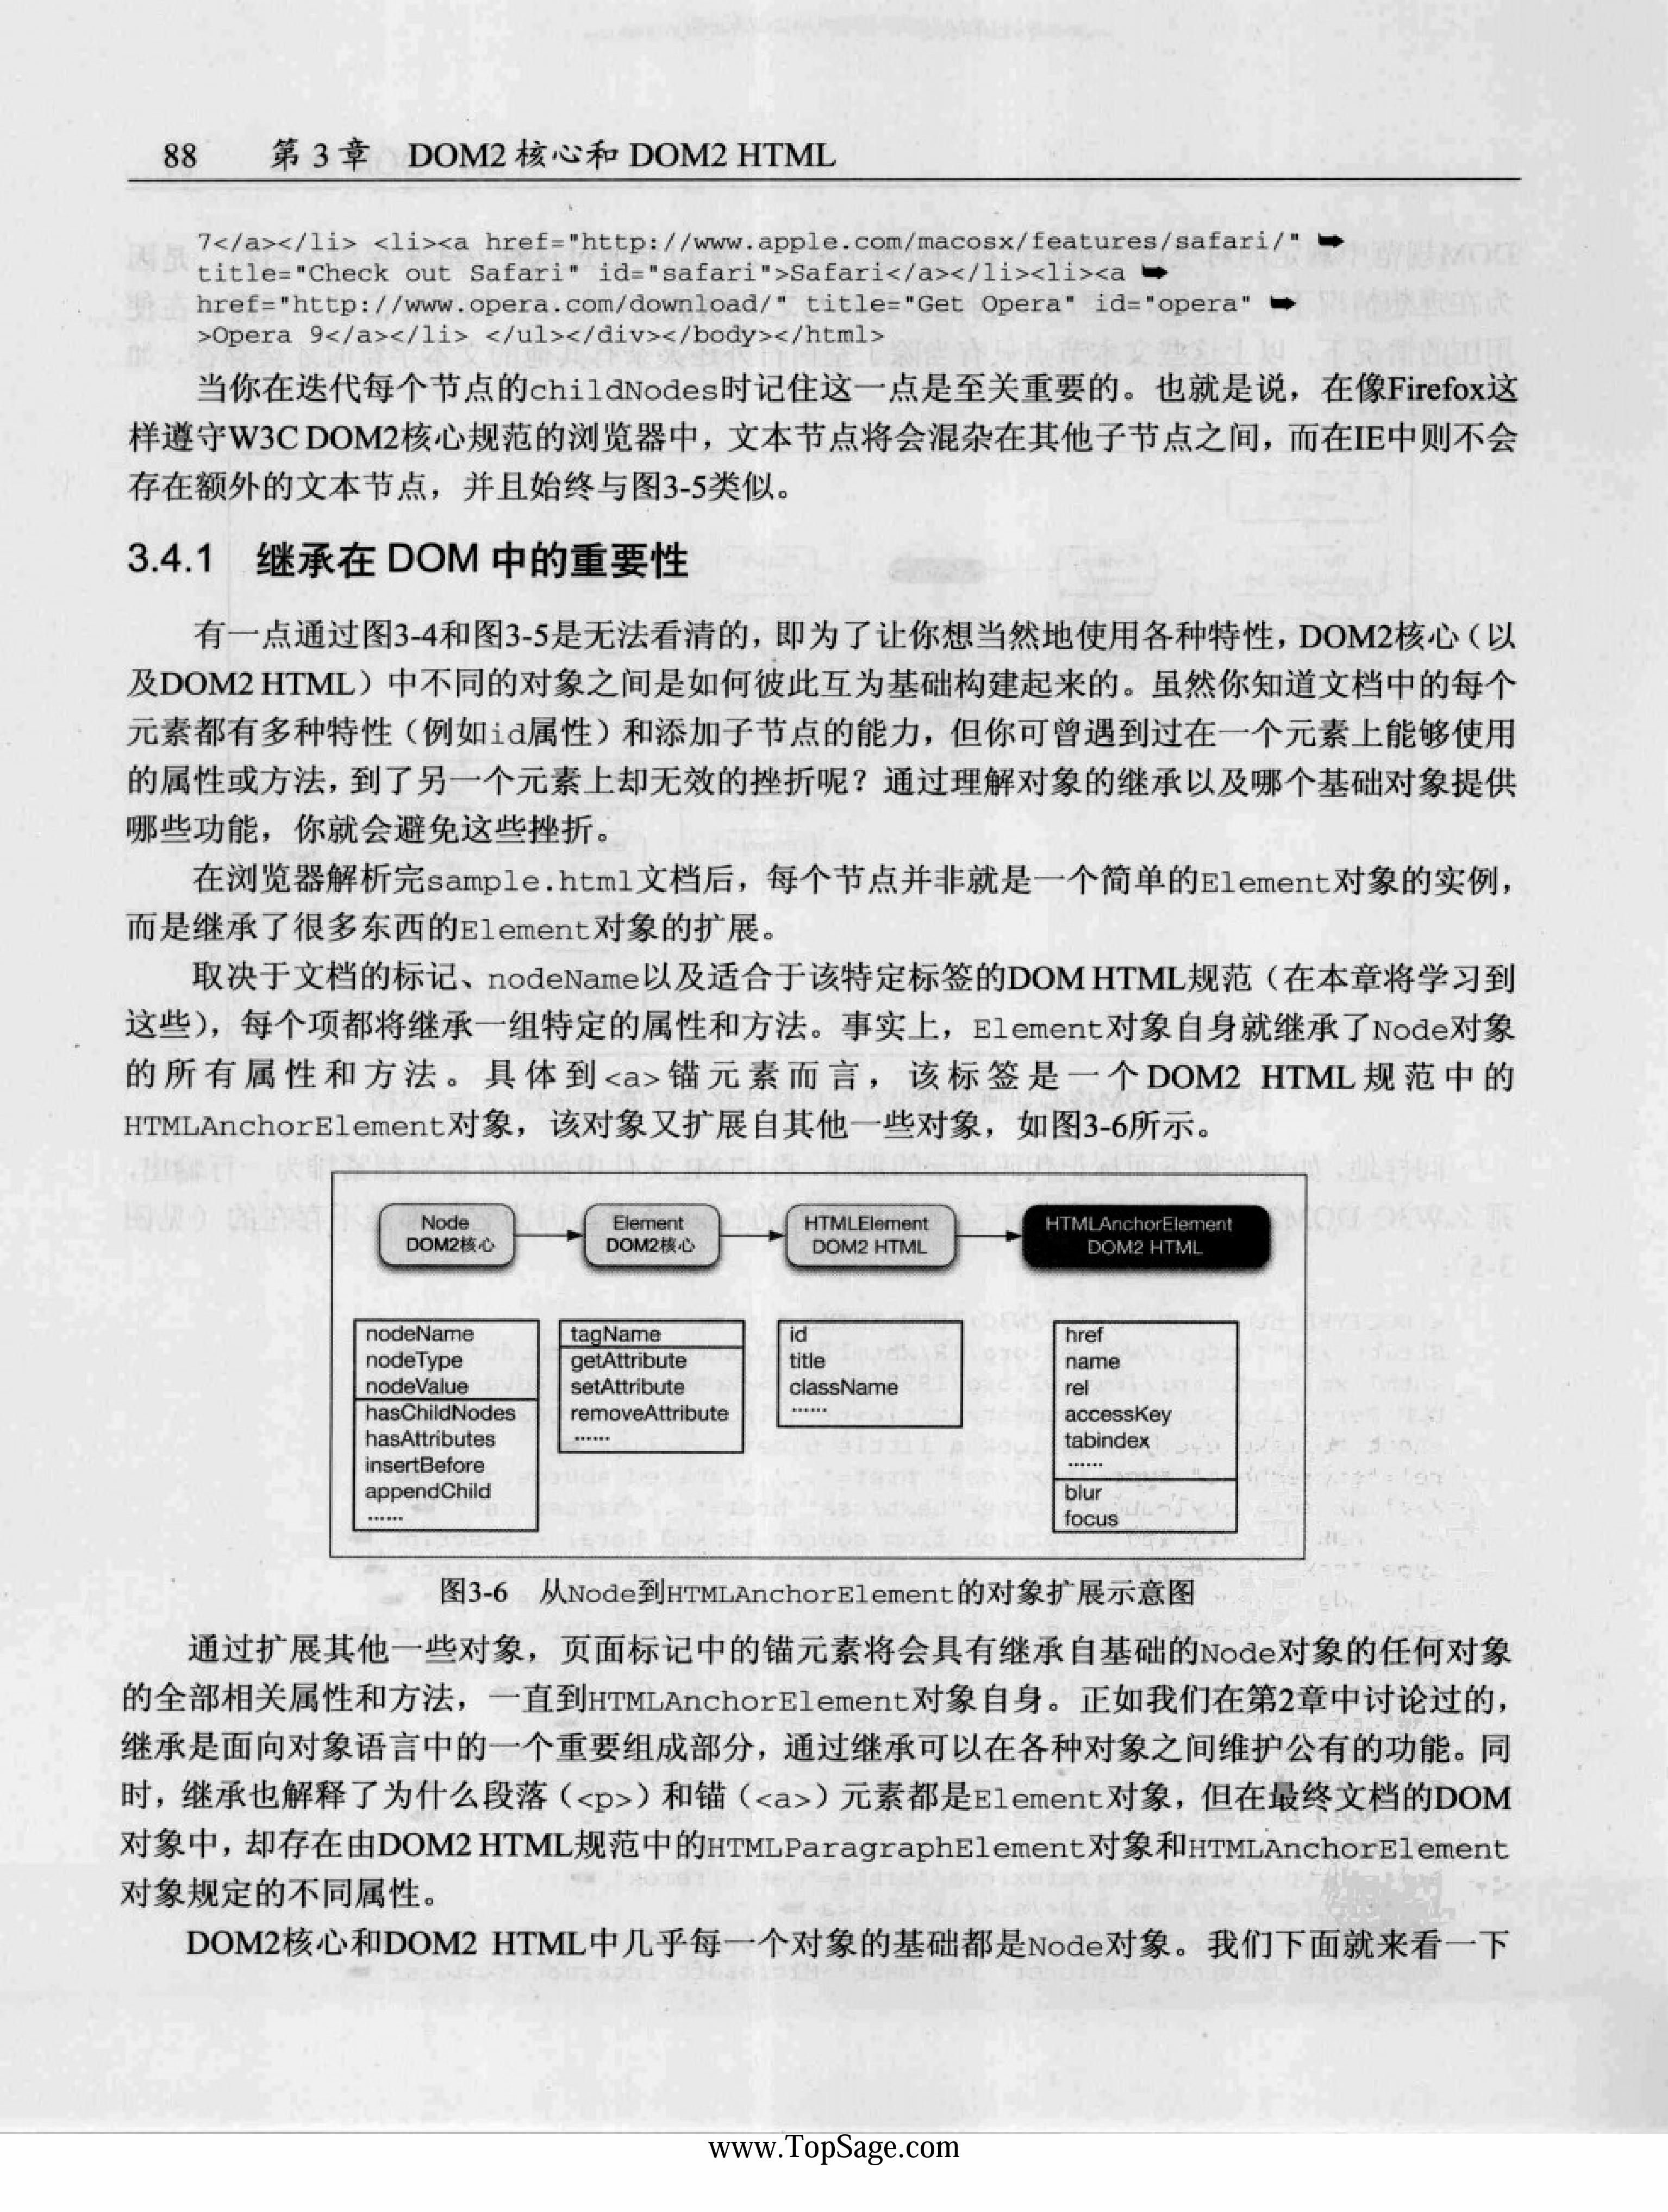 88 第 3 章 DOM2 核心和 DOM2 HTML
7</a></li> <li><a href="http://www.apple.com/macosx/features/safari/" ➥
title="Check out Safari" id="safari">Safari</a></li><li><a ➥
href="http://www.opera.com/download/" title="Get Opera" id="opera" ➥
>Opera 9</a></li> </ul></div></body></html>
当你在迭代每个节点的childNodes时记住这一点是至关重要的。也就是说，在像Firefox这
样遵守W3C DOM2核心规范的浏览器中，文本节点将会混杂在其他子节点之间，而在IE中则不会
存在额外的文本节点，并且始终与图3-5类似。
3.4.1 继承在 DOM 中的重要性
有一点通过图3-4和图3-5是无法看清的，即为了让你想当然地使用各种特性，DOM2核心（以
及DOM2 HTML）中不同的对象之间是如何彼此互为基础构建起来的。虽然你知道文档中的每个
元素都有多种特性（例如id属性）和添加子节点的能力，但你可曾遇到过在一个元素上能够使用
的属性或方法，到了另一个元素上却无效的挫折呢？通过理解对象的继承以及哪个基础对象提供
哪些功能，你就会避免这些挫折。
在浏览器解析完sample.html文档后，每个节点并非就是一个简单的Element对象的实例，
而是继承了很多东西的Element对象的扩展。
取决于文档的标记、nodeName以及适合于该特定标签的DOM HTML规范（在本章将学习到
这些），每个项都将继承一组特定的属性和方法。事实上，Element对象自身就继承了Node对象
的所有属性和方法。具体到<a>锚元素而言，该标签是一个DOM2 HTML规范中的
HTMLAnchorElement对象，该对象又扩展自其他一些对象，如图3-6所示。
Node
DOM2核心
Element
DOM2核心
HTMLElement
DOM2 HTML
HTMLAnchorElement
DOM2 HTML
nodeName
nodeType
nodeValue
hasChildNodes
hasAttributes
insertBefore
appendChild
……
tagName
getAttribute
setAttribute
removeAttribute
……
id
title
className
……
href
name
rel
accessKey
tabindex
……
blur
focus
图3-6 从Node到HTMLAnchorElement的对象扩展示意图
通过扩展其他一些对象，页面标记中的锚元素将会具有继承自基础的Node对象的任何对象
的全部相关属性和方法，一直到HTMLAnchorElement对象自身。正如我们在第2章中讨论过的，
继承是面向对象语言中的一个重要组成部分，通过继承可以在各种对象之间维护公有的功能。同
时，继承也解释了为什么段落（<p>）和锚（<a>）元素都是Element对象，但在最终文档的DOM
对象中，却存在由DOM2 HTML规范中的HTMLParagraphElement对象和HTMLAnchorElement
对象规定的不同属性。
DOM2核心和DOM2 HTML中几乎每一个对象的基础都是Node对象。我们下面就来看一下
www.TopSage.com